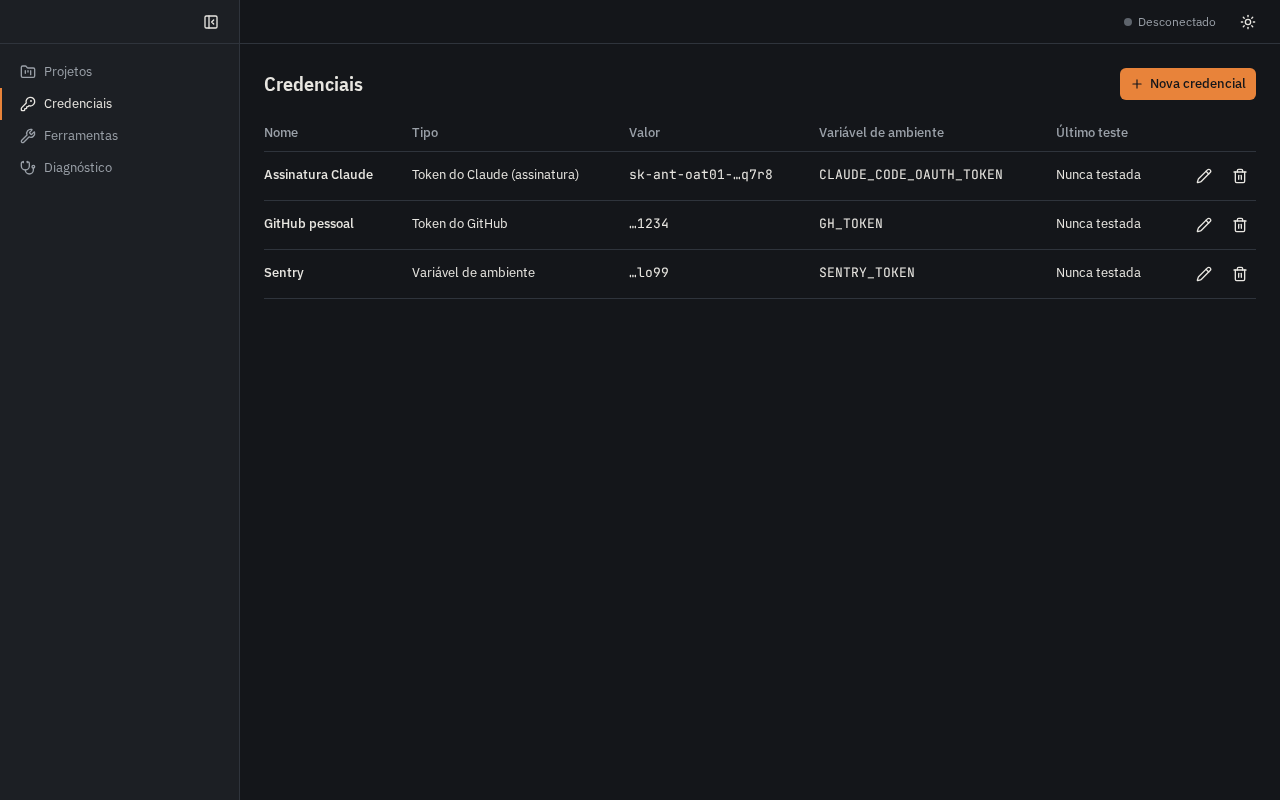 Desconectado
Projetos
Credenciais
Ferramentas
Diagnóstico
Credenciais
Nova credencial
Nome Tipo Valor Variável de ambiente Último teste
Assinatura Claude Token do Claude (assinatura) sk-ant-oat01-…q7r8 CLAUDE_CODE_OAUTH_TOKEN Nunca testada
GitHub pessoal Token do GitHub …1234 GH_TOKEN Nunca testada
Sentry Variável de ambiente …lo99 SENTRY_TOKEN Nunca testada